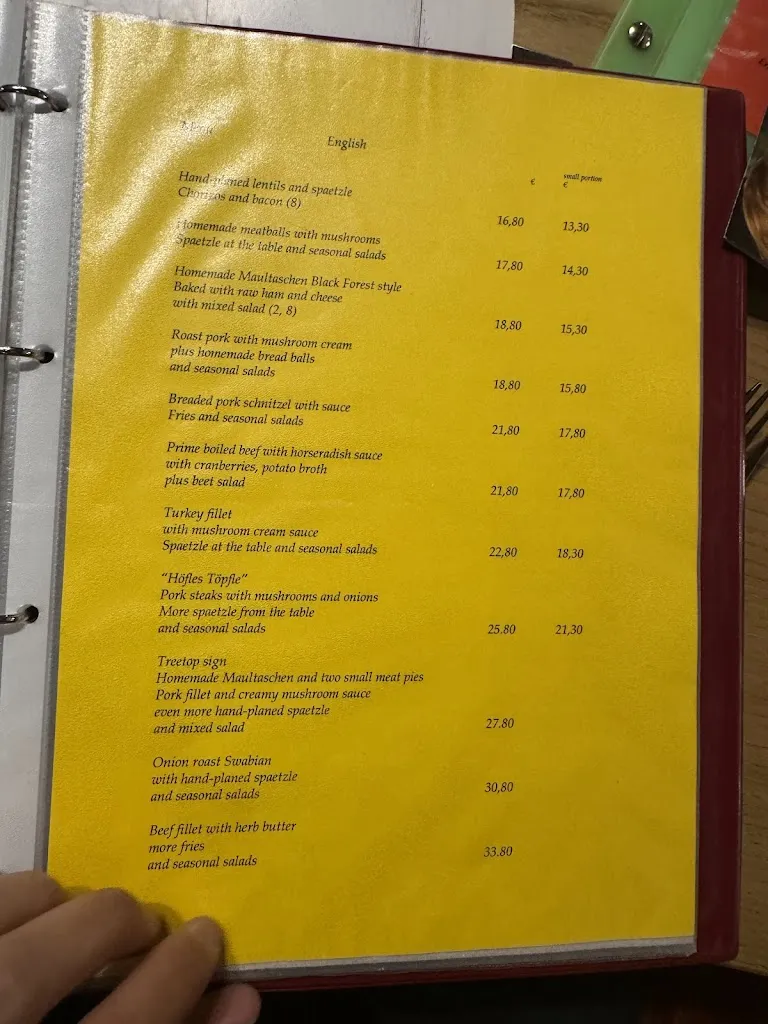 Menu
English
€ small portion €
Hand-planed lentils and spaetzle
Chorizos and bacon (8)
16,80 13,30
Homemade meatballs with mushrooms
Spaetzle at the table and seasonal salads
17,80 14,30
Homemade Maultaschen Black Forest style
Baked with raw ham and cheese
with mixed salad (2, 8)
18,80 15,30
Roast pork with mushroom cream
plus homemade bread balls
and seasonal salads
18,80 15,80
Breaded pork schnitzel with sauce
Fries and seasonal salads
21,80 17,80
Prime boiled beef with horseradish sauce
with cranberries, potato broth
plus beet salad
21,80 17,80
Turkey fillet
with mushroom cream sauce
Spaetzle at the table and seasonal salads
22,80 18,30
"Höfles Töpfle"
Pork steaks with mushrooms and onions
More spaetzle from the table
and seasonal salads
25.80 21,30
Treetop sign
Homemade Maultaschen and two small meat pies
Pork fillet and creamy mushroom sauce
even more hand-planed spaetzle
and mixed salad
27.80
Onion roast Swabian
with hand-planed spaetzle
and seasonal salads
30,80
Beef fillet with herb butter
more fries
and seasonal salads
33.80